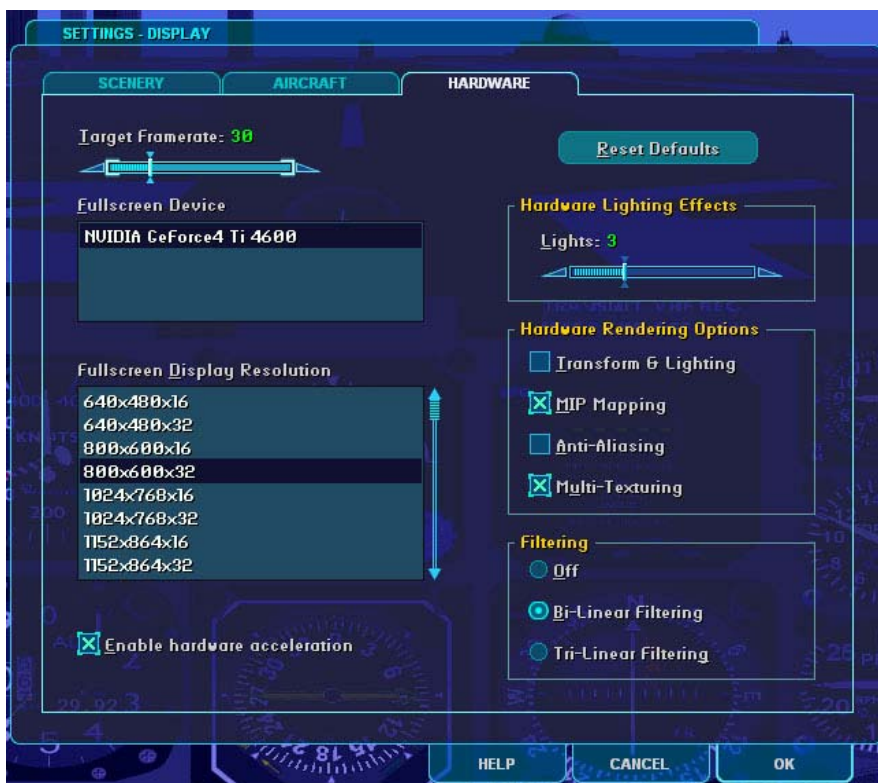 SETTINGS - DISPLAY
SCENERY
AIRCRAFT
HARDWARE
Target Framerate: 30
Reset Defaults
Fullscreen Device
NVIDIA GeForce4 Ti 4600
Hardware Lighting Effects
Lights: 3
Hardware Rendering Options
Transform & Lighting
MIP Mapping
Anti-Aliasing
Multi-Texturing
Fullscreen Display Resolution
640x480x16
640x480x32
800x600x16
800x600x32
1024x768x16
1024x768x32
1152x864x16
1152x864x32
Filtering
Off
Bi-Linear Filtering
Tri-Linear Filtering
Enable hardware acceleration
29.92
HELP
CANCEL
OK